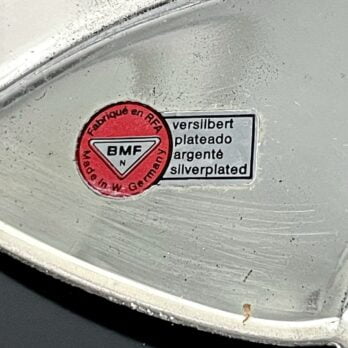 Fabriqué en RFA
BMF
N
Made in W. Germany
versilbert
plateado
argenté
silverplated